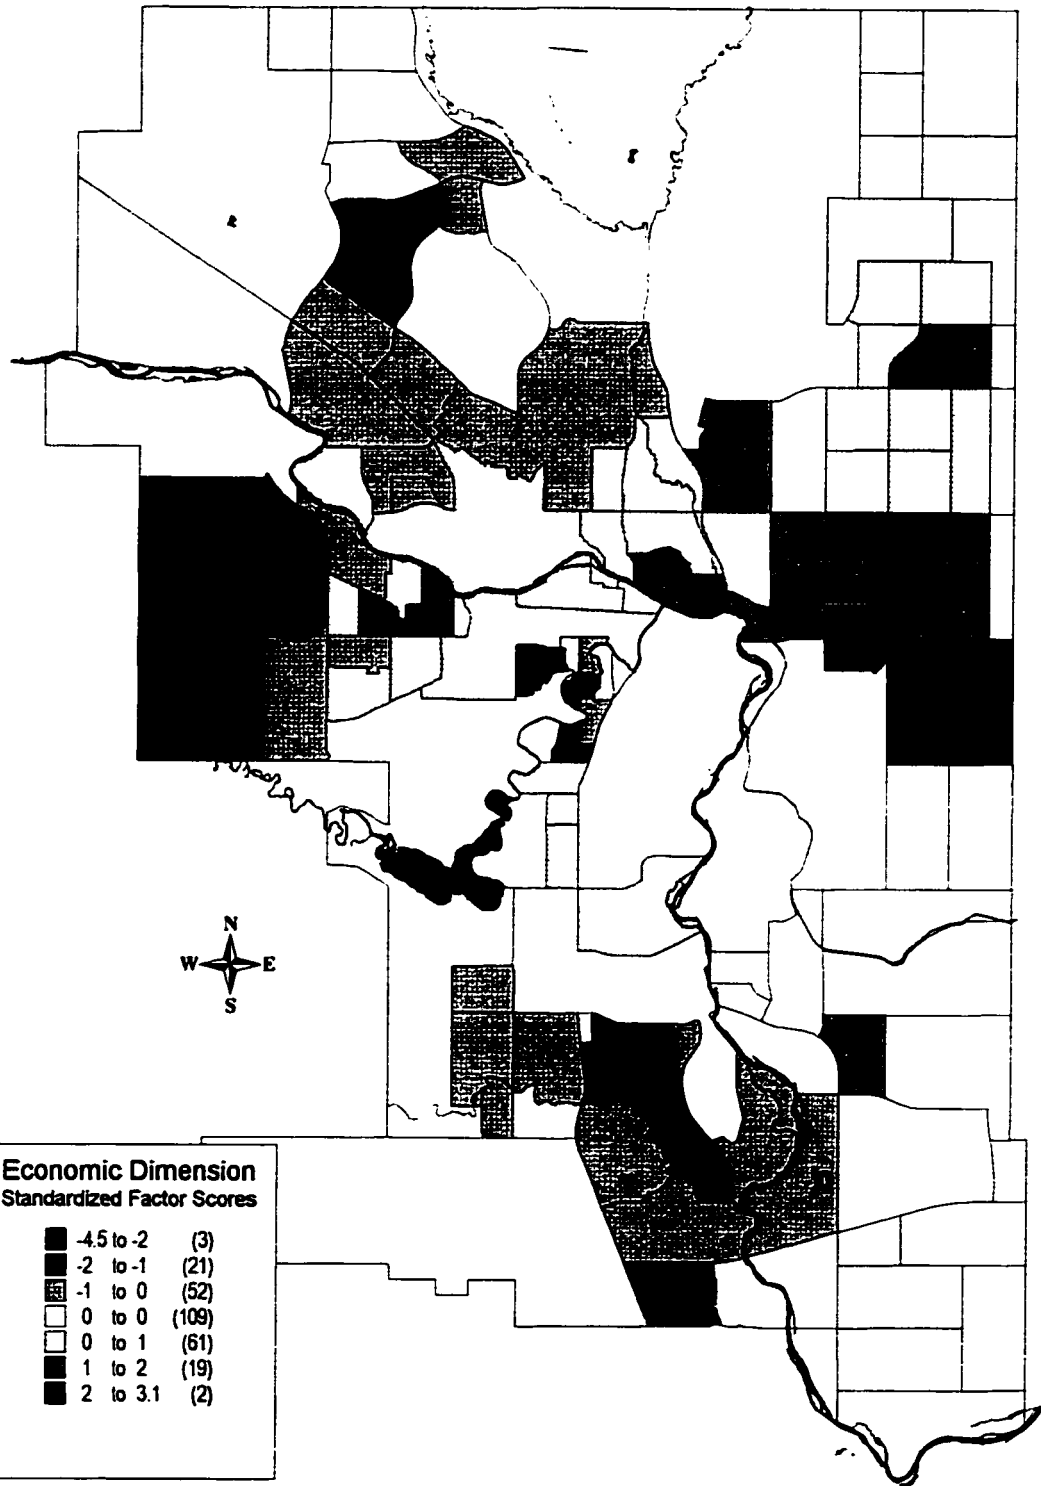 N
W E
S
Economic Dimension
Standardized Factor Scores
-4.5 to -2 (3)
-2 to -1 (21)
-1 to 0 (52)
0 to 0 (109)
0 to 1 (61)
1 to 2 (19)
2 to 3.1 (2)